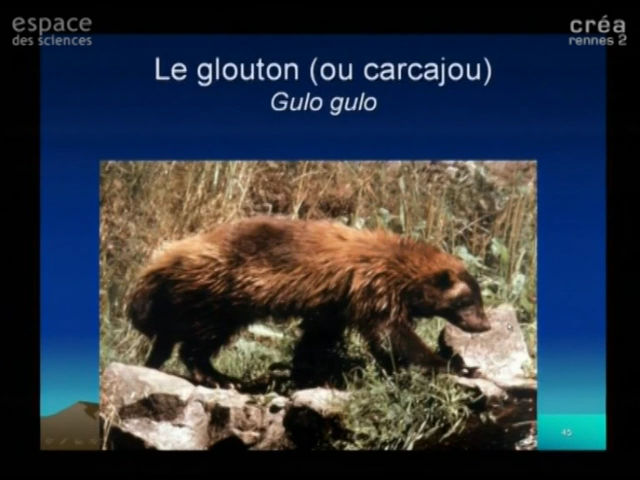 espace
des sciences
créa
rennes 2
Le glouton (ou carcajou)
Gulo gulo
45